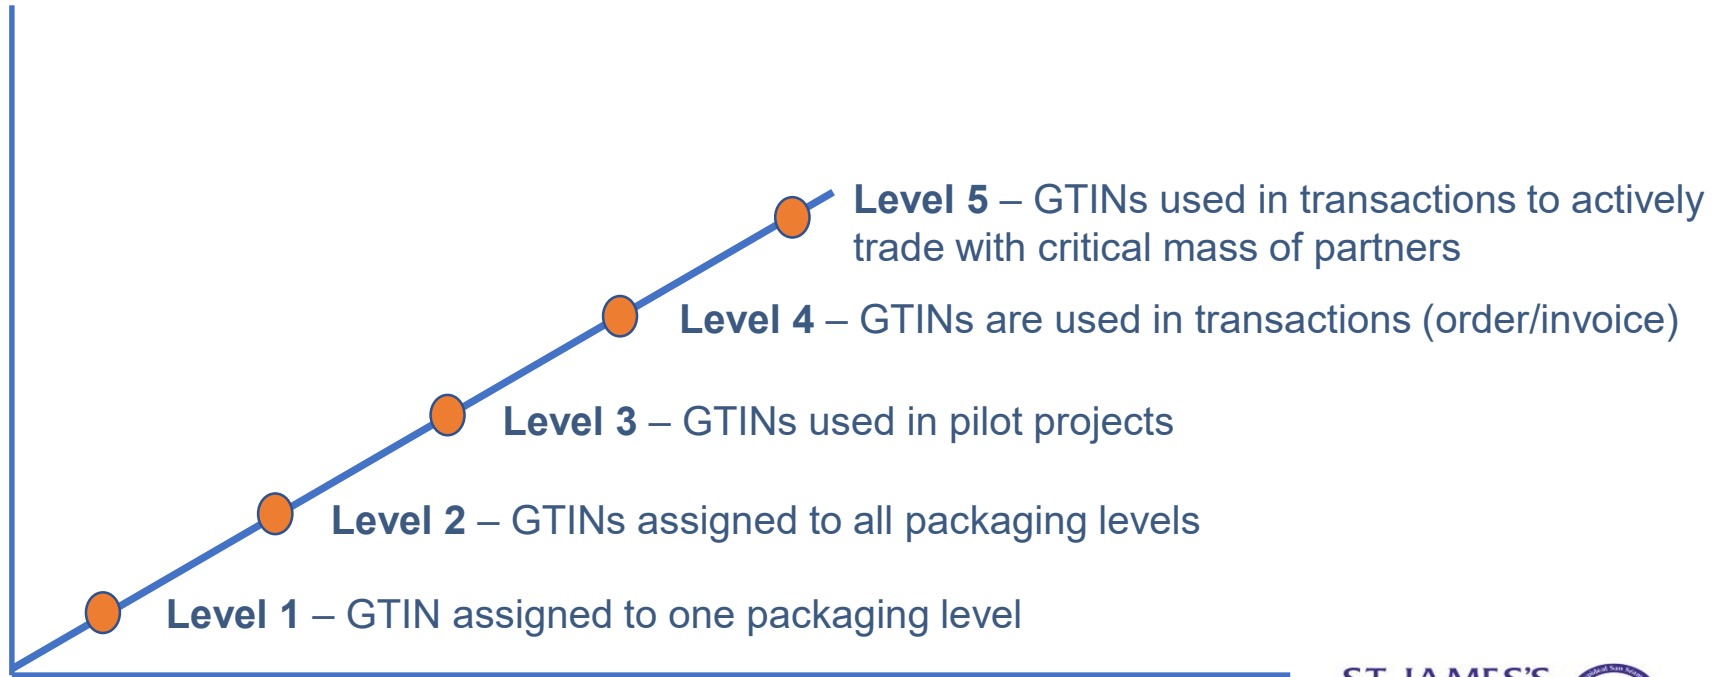 Level 5 – GTINs used in transactions to actively
trade with critical mass of partners
Level 4 – GTINs are used in transactions (order/invoice)
Level 3 – GTINs used in pilot projects
Level 2 – GTINs assigned to all packaging levels
Level 1 – GTIN assigned to one packaging level
ST JAMES'S